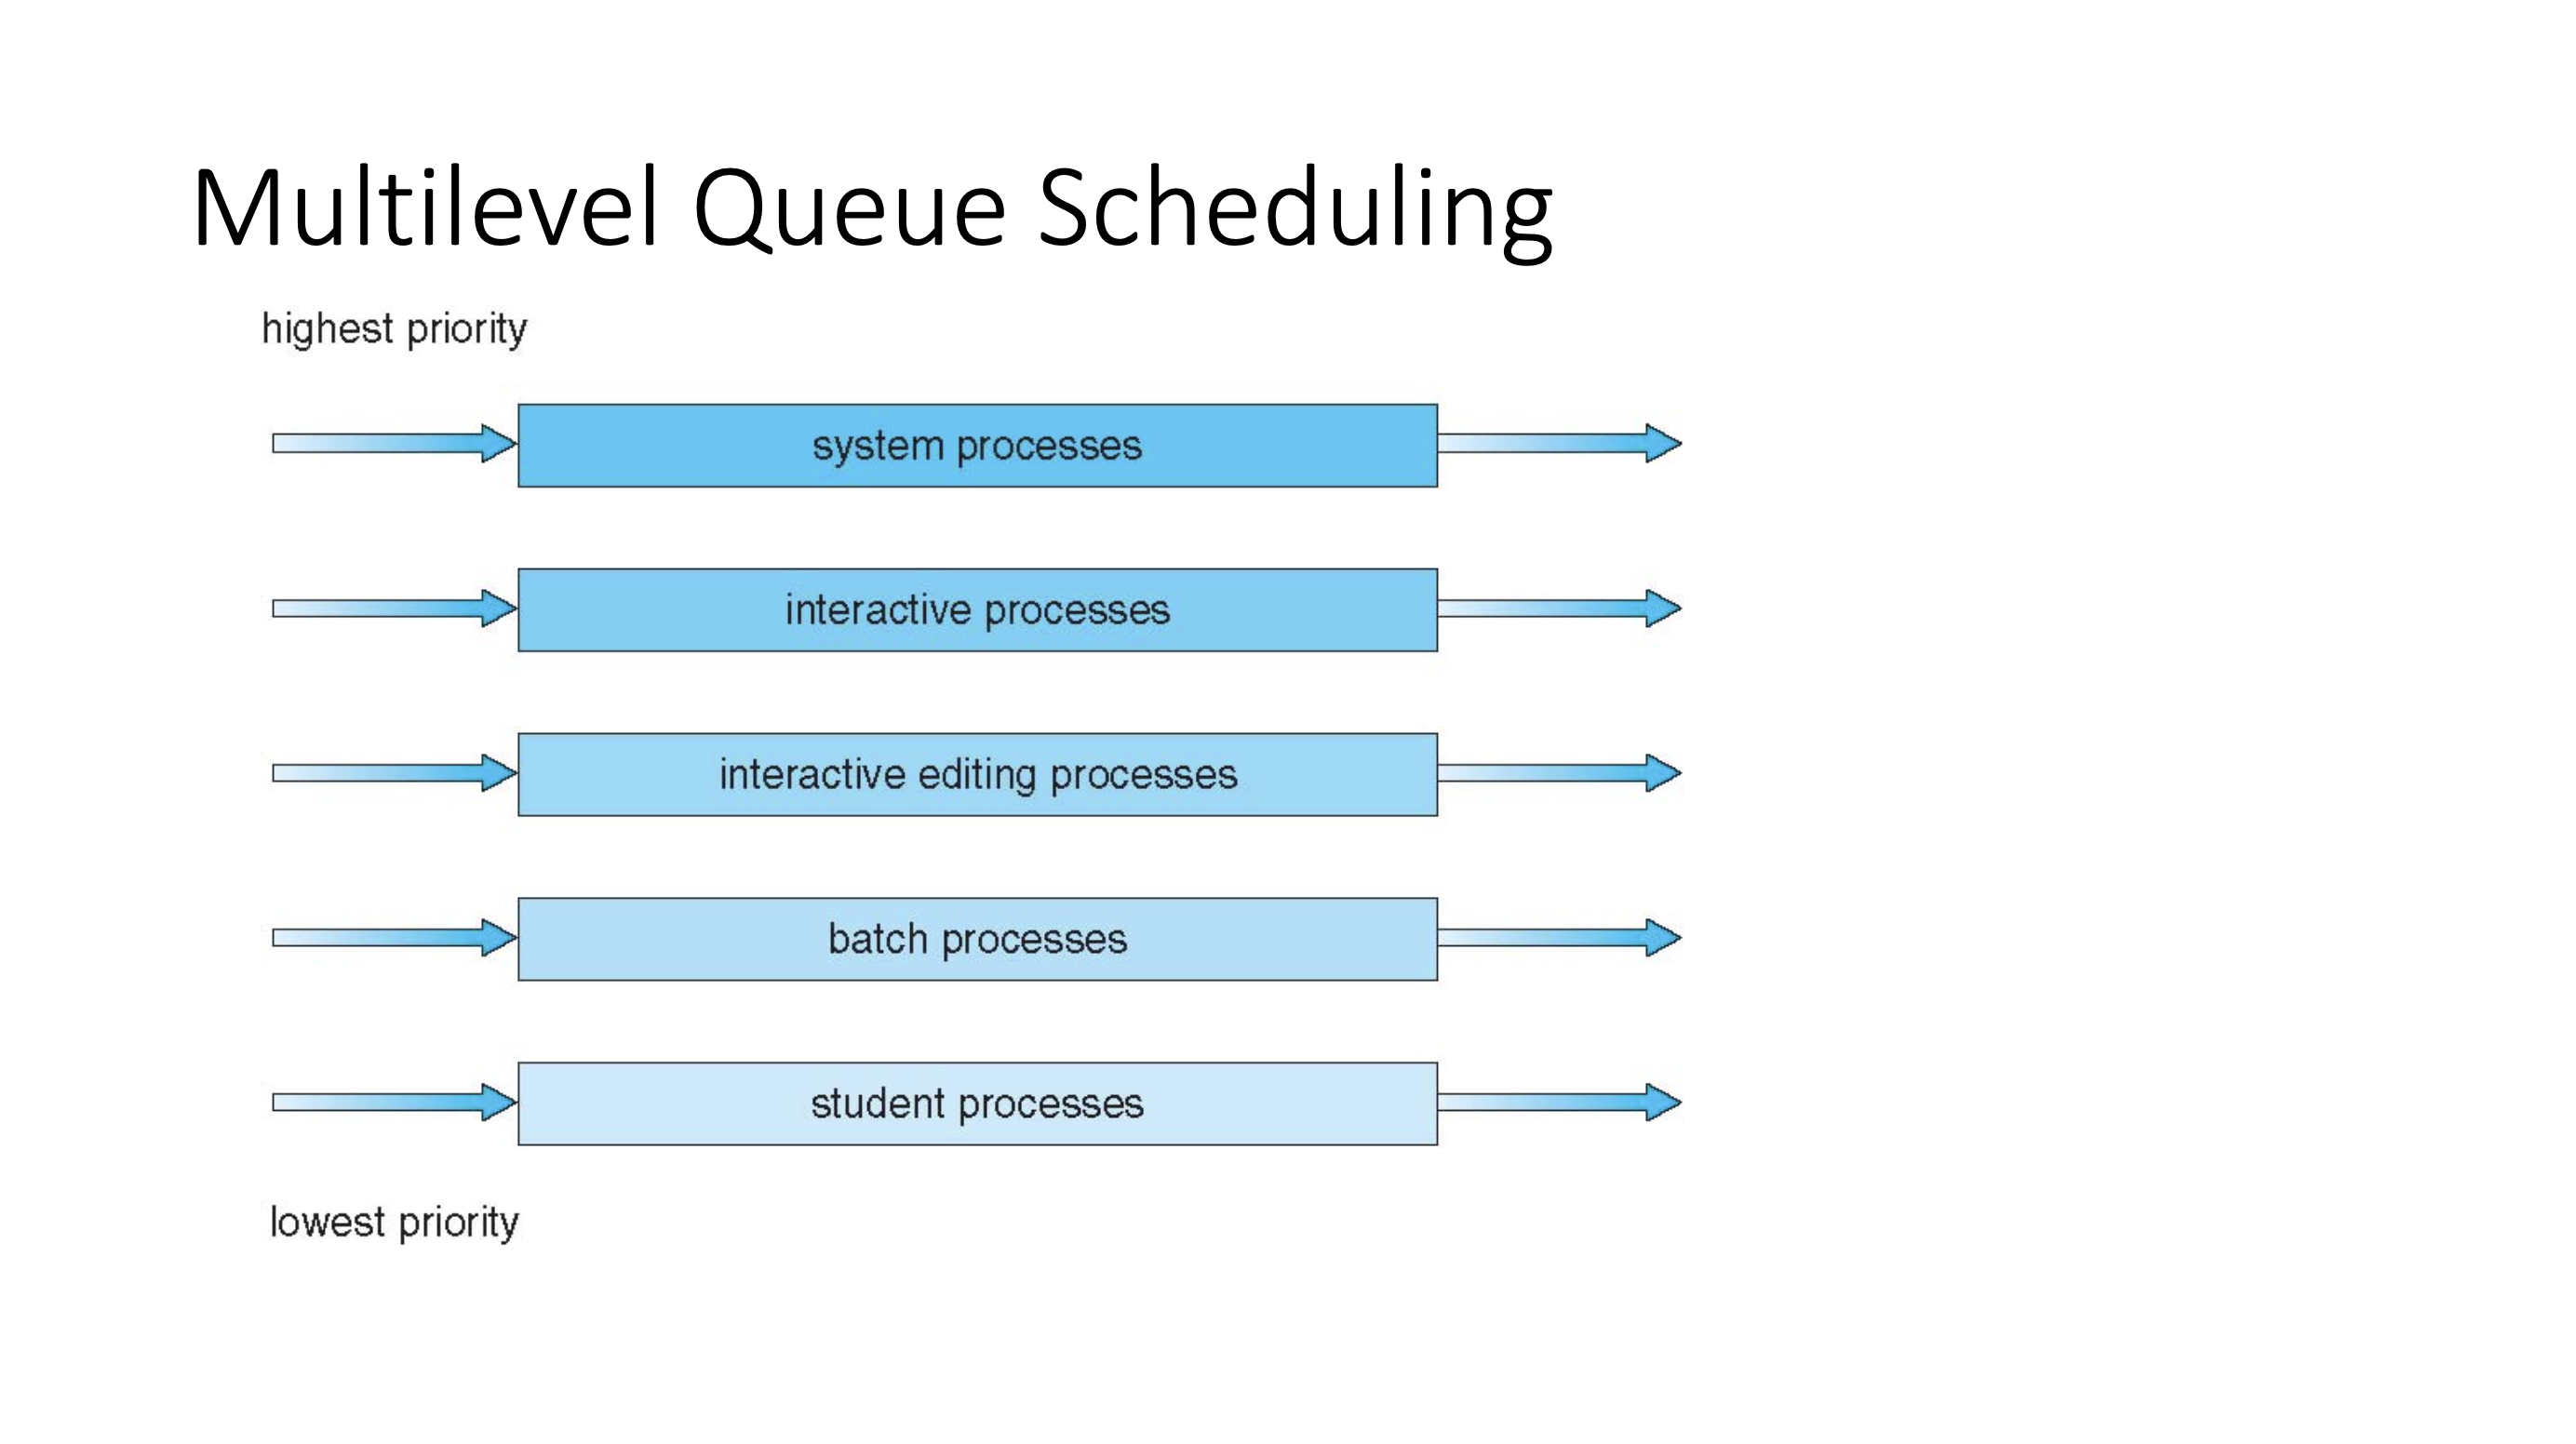 Multilevel Queue Scheduling
highest priority
system processes
interactive processes
interactive editing processes
batch processes
student processes
lowest priority